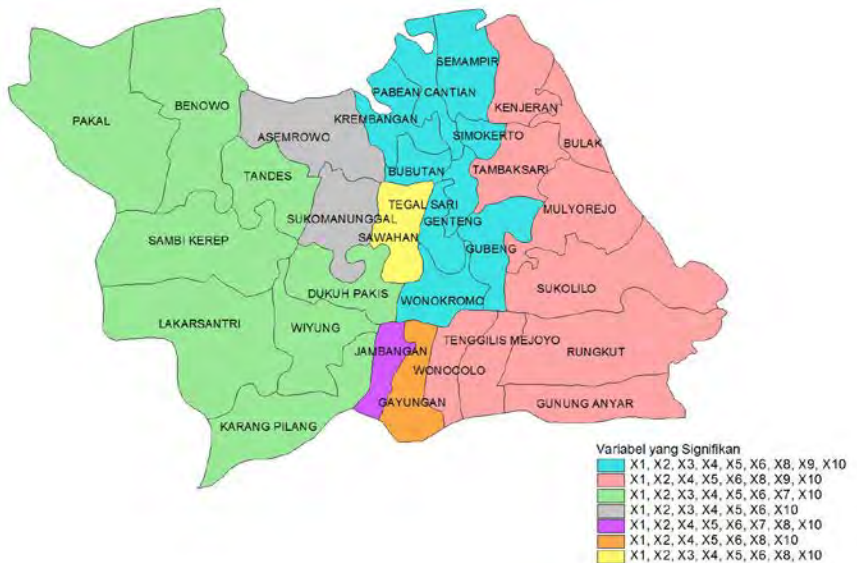 SEMAMPIR
PABEAN CANTIAN
BENOWO
KENJERAN
PAKAL
KREMBANGAN
ASEMROWO
SIMOKERTO
BULAK
BUBUTAN
TAMBAKSARI
TANDES
TEGAL SARI
MULYOREJO
SUKOMANUNGGAL
GENTENG
SAWAHAN
SAMBI KEREP
GUBENG
SUKOLILO
DUKUH PAKIS
WONOKROMO
LAKARSANTRI
WIYUNG
TENGGILIS MEJOYO
JAMBANGAN
RUNGKUT
WONOCOLO
GAYUNGAN
GUNUNG ANYAR
KARANG PILANG
Variabel yang Signifikan
X1, X2, X3, X4, X5, X6, X8, X9, X10
X1, X2, X4, X5, X6, X8, X9, X10
X1, X2, X3, X4, X5, X6, X7, X10
X1, X2, X3, X4, X5, X6, X10
X1, X2, X4, X5, X6, X7, X8, X10
X1, X2, X4, X5, X6, X8, X10
X1, X2, X3, X4, X5, X6, X8, X10